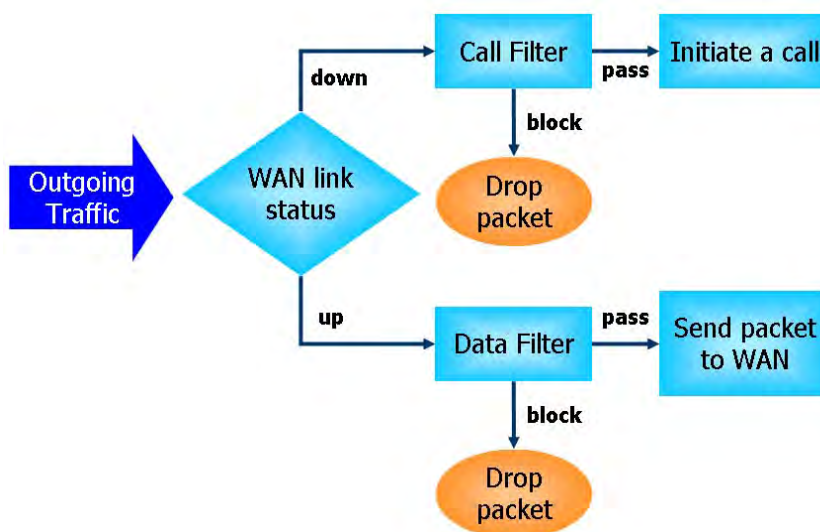 Call Filter
pass
Initiate a call
down
block
Outgoing
Traffic
WAN link
status
Drop
packet
up
Data Filter
pass
Send packet
to WAN
block
Drop
packet